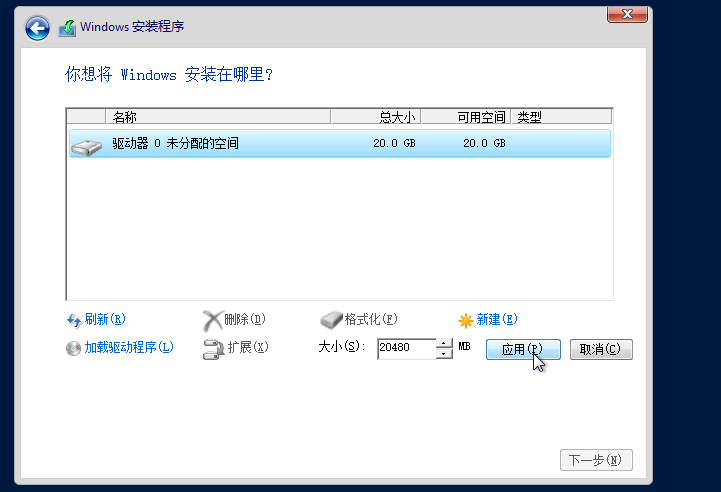 Windows 安装程序
你想将 Windows 安装在哪里?
名称 总大小 可用空间 类型
驱动器 0 未分配的空间 20.0 GB 20.0 GB
刷新(R) 删除(D) 格式化(F) 新建(E)
加载驱动程序(L) 扩展(X) 大小(S): 20480 MB 应用(P) 取消(C)
下一步(N)